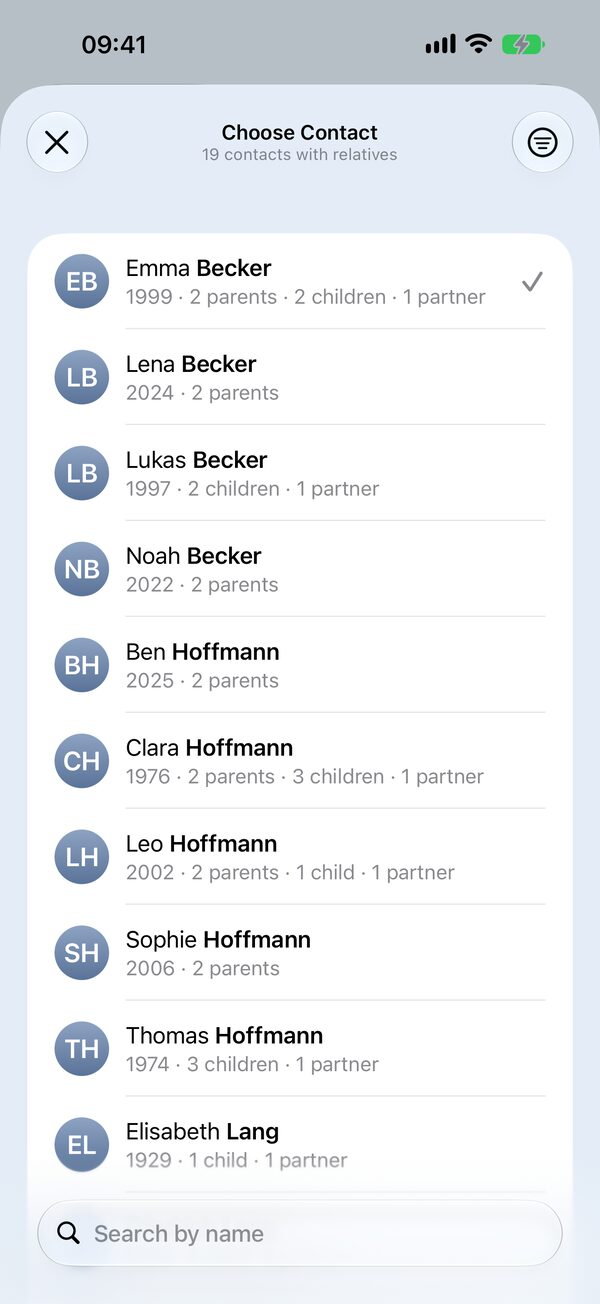 09:41
Choose Contact
19 contacts with relatives
EB
Emma Becker
1999 · 2 parents · 2 children · 1 partner
LB
Lena Becker
2024 · 2 parents
LB
Lukas Becker
1997 · 2 children · 1 partner
NB
Noah Becker
2022 · 2 parents
BH
Ben Hoffmann
2025 · 2 parents
CH
Clara Hoffmann
1976 · 2 parents · 3 children · 1 partner
LH
Leo Hoffmann
2002 · 2 parents · 1 child · 1 partner
SH
Sophie Hoffmann
2006 · 2 parents
TH
Thomas Hoffmann
1974 · 3 children · 1 partner
EL
Elisabeth Lang
1929 · 1 child · 1 partner
Search by name